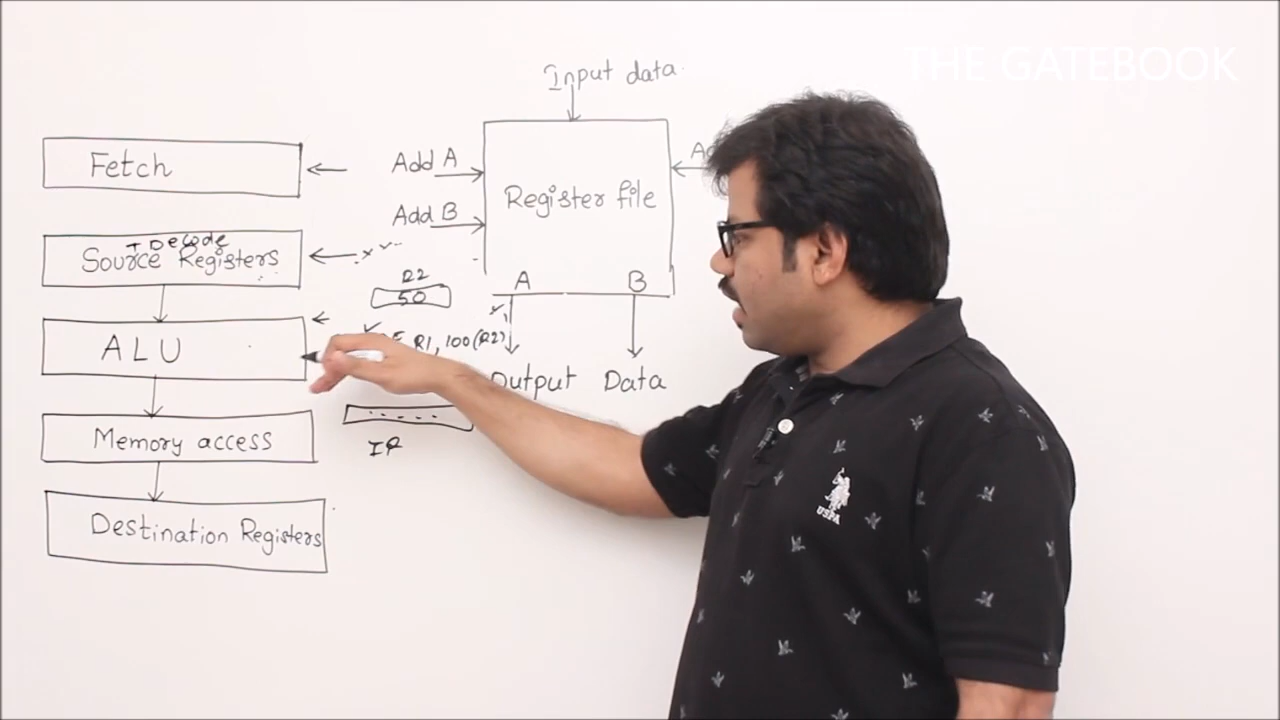 THE GATEBOOK
Input data
Fetch
Add A
Register file
Add B
+ Decode
Source Registers
R2
50
A B
ALU
R1, 100(R2)
Output Data
Memory access
IR
Destination Registers
USPA